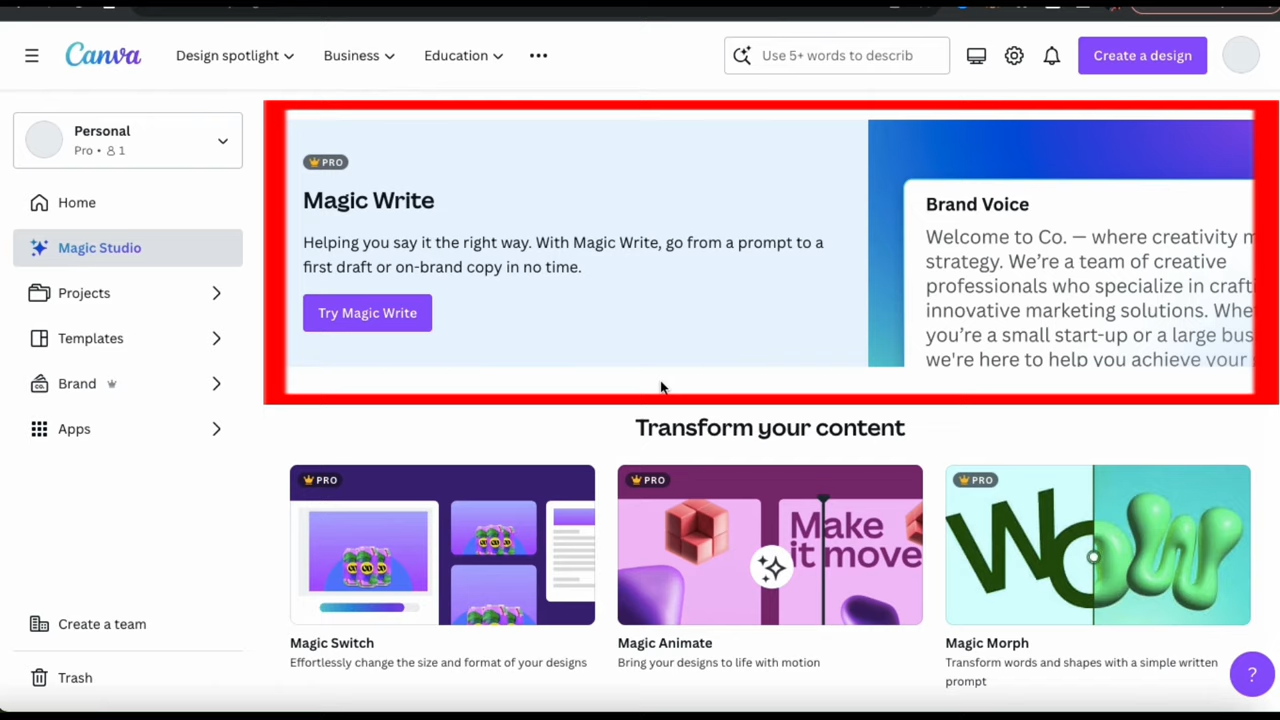 Canva
Design spotlight
Business
Education
Use 5+ words to describ
Create a design
Personal
Pro • 1
Home
Magic Studio
Projects
Templates
Brand
Apps
Create a team
Trash
PRO
Magic Write
Helping you say it the right way. With Magic Write, go from a prompt to a
first draft or on-brand copy in no time.
Try Magic Write
Brand Voice
Welcome to Co. — where creativity m
strategy. We're a team of creative
professionals who specialize in crafti
innovative marketing solutions. Whe
you're a small start-up or a large bus
we're here to help you achieve your
Transform your content
PRO
Magic Switch
Effortlessly change the size and format of your designs
PRO
Make
it move
Magic Animate
Bring your designs to life with motion
PRO
WOW
Magic Morph
Transform words and shapes with a simple written
prompt
?